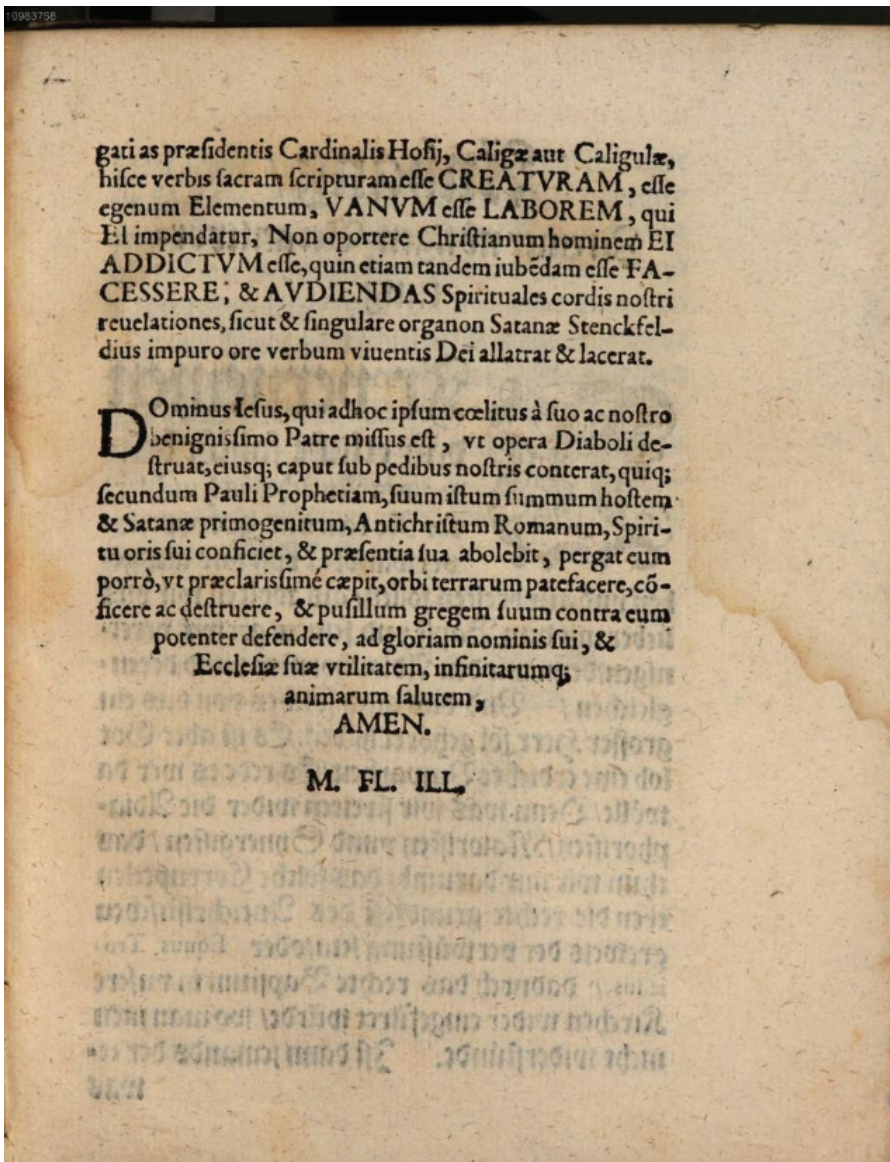 10983758
gati as præſidentis Cardinalis Hoſij, Caligæ aut Caligulæ,
hiſce verbis ſacram ſcripturam eſſe CREATVRAM, eſſe
egenum Elementum, VANVM eſſe LABOREM, qui
EI impendatur, Non oportere Chriſtianum hominem EI
ADDICTVM eſſe, quin etiam tandem iubẽdam eſſe FA-
CESSERE, & AVDIENDAS Spirituales cordis noſtri
reuelationes, ſicut & ſingulare organon Satanæ Stenckfel-
dius impuro ore verbum viuentis Dei allatrat & lacerat.
DOminus Ieſus, qui adhoc ipſum cœlitus à ſuo ac noſtro
benigniſsimo Patre miſſus eſt, vt opera Diaboli de-
ſtruat, eiusq; caput ſub pedibus noſtris conterat, quiq;
ſecundum Pauli Prophetiam, ſuum iſtum ſummum hoſtem
& Satanæ primogenitum, Antichriſtum Romanum, Spiri-
tu oris ſui conficiet, & præſentia ſua abolebit, pergat eum
porrò, vt præclariſsimé cæpit, orbi terrarum patefacere, cõ-
ficere ac deſtruere, & puſillum gregem ſuum contra eum
potenter defendere, ad gloriam nominis ſui, &
Eccleſiæ ſuæ vtilitatem, infinitarumq;
animarum ſalutem,
AMEN.
M. FL. ILL.